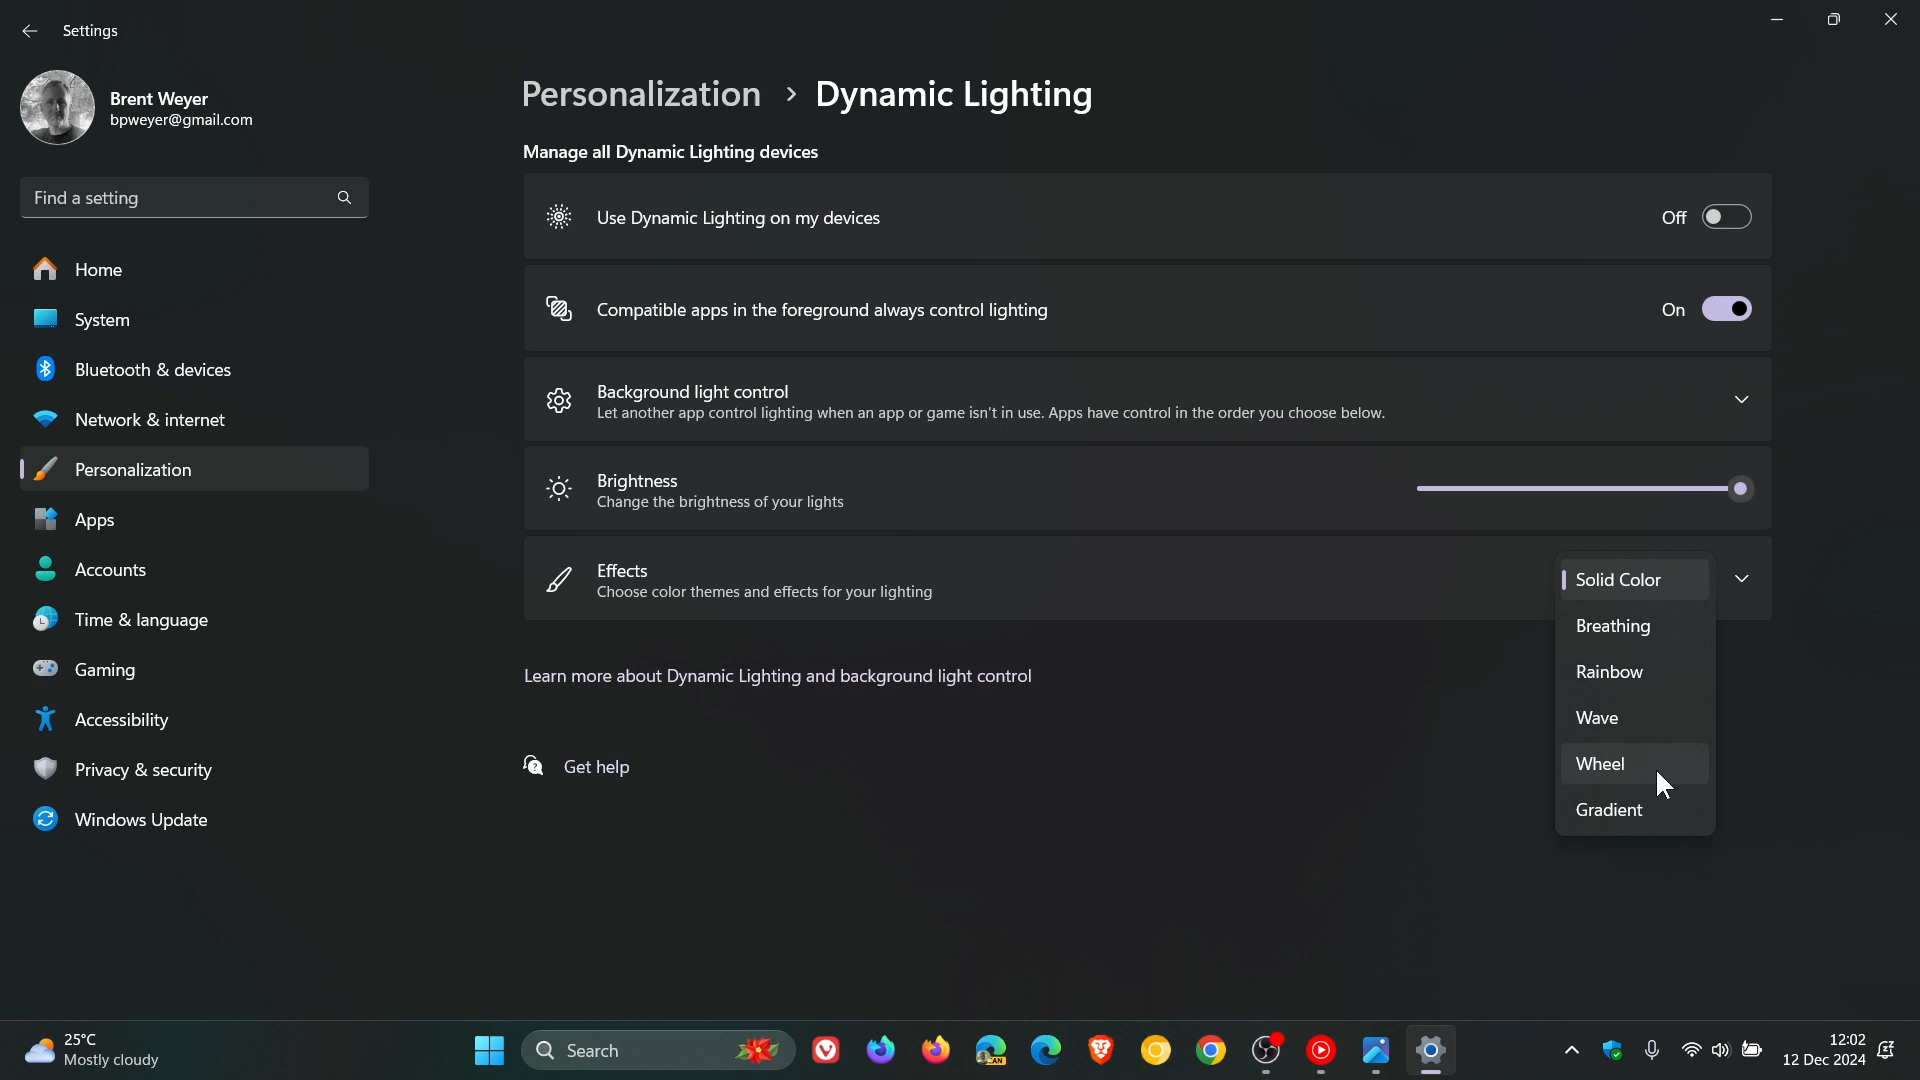 Settings
Brent Weyer
bpweyer@gmail.com
Find a setting
Home
System
Bluetooth & devices
Network & internet
Personalization
Apps
Accounts
Time & language
Gaming
Accessibility
Privacy & security
Windows Update
Personalization > Dynamic Lighting
Manage all Dynamic Lighting devices
Use Dynamic Lighting on my devices
Off
Compatible apps in the foreground always control lighting
On
Background light control
Let another app control lighting when an app or game isn't in use. Apps have control in the order you choose below.
Brightness
Change the brightness of your lights
Effects
Choose color themes and effects for your lighting
Solid Color
Breathing
Rainbow
Wave
Wheel
Gradient
Learn more about Dynamic Lighting and background light control
Get help
25°C
Mostly cloudy
Search
CAN
12:02
12 Dec 2024